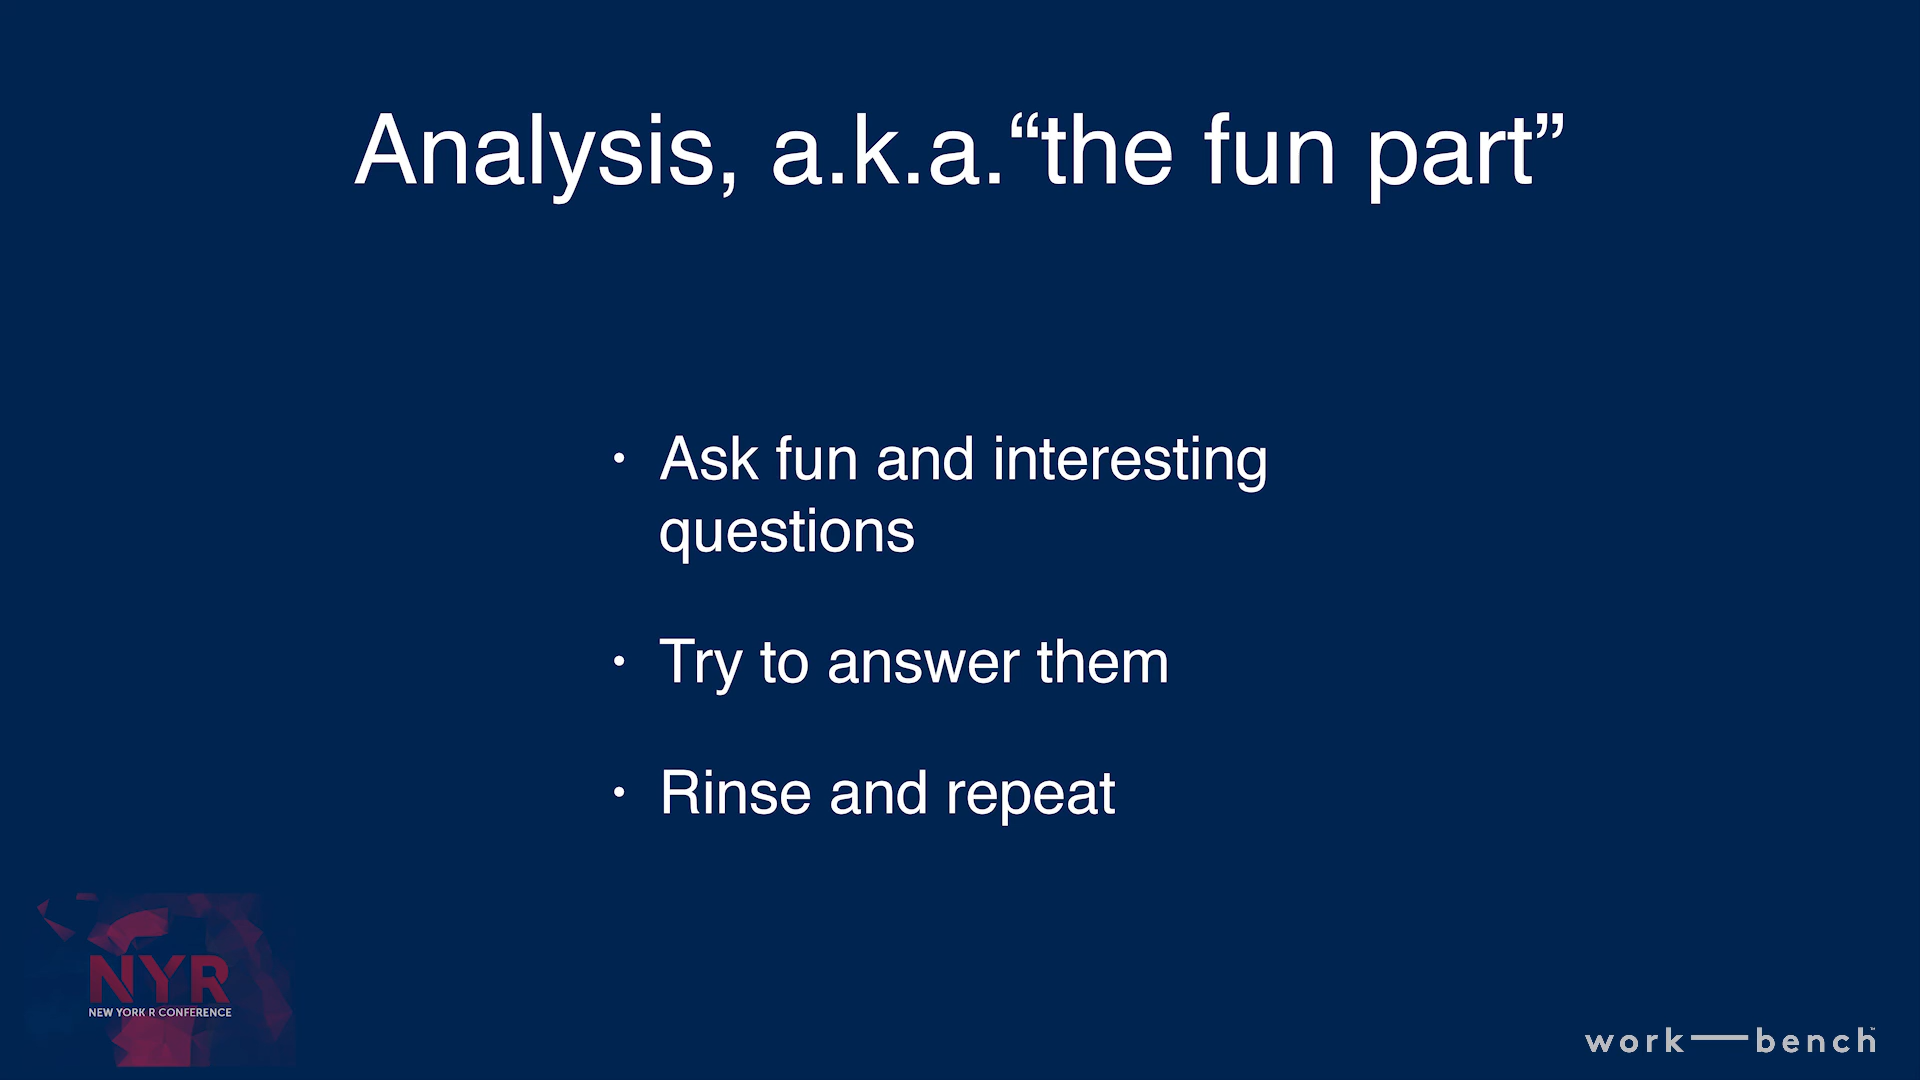 Analysis, a.k.a.“the fun part”
• Ask fun and interesting
questions
• Try to answer them
• Rinse and repeat
NYR
NEW YORK R CONFERENCE
work—bench™